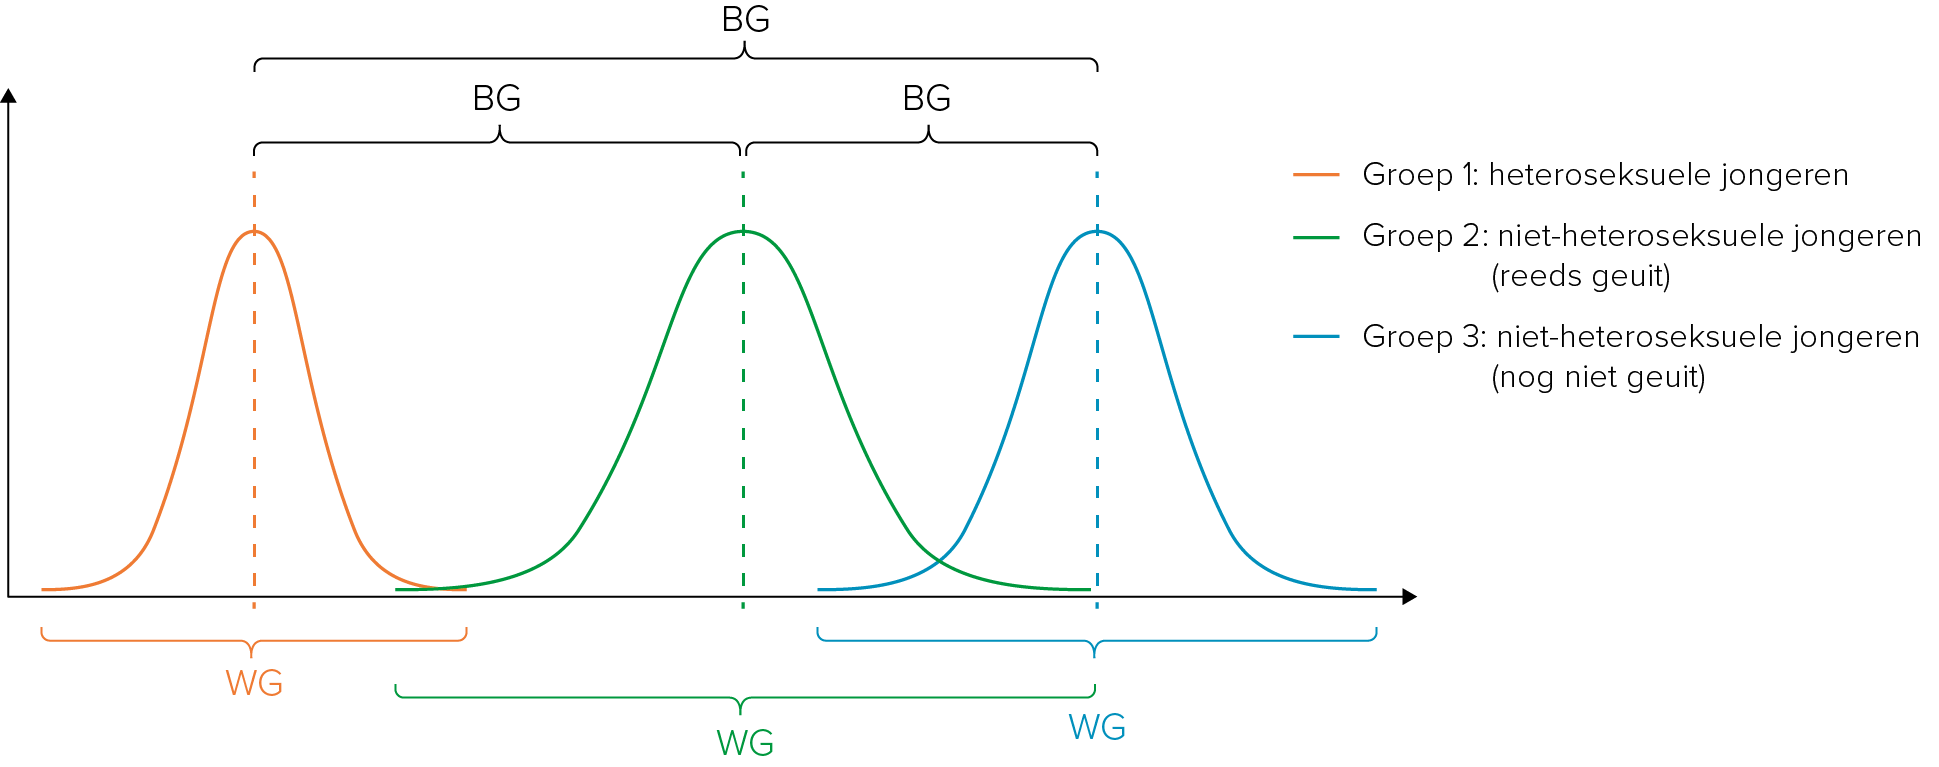 BG
BG
BG
Groep 1: heteroseksuele jongeren
Groep 2: niet-heteroseksuele jongeren
(reeds geuit)
Groep 3: niet-heteroseksuele jongeren
(nog niet geuit)
WG
WG
WG